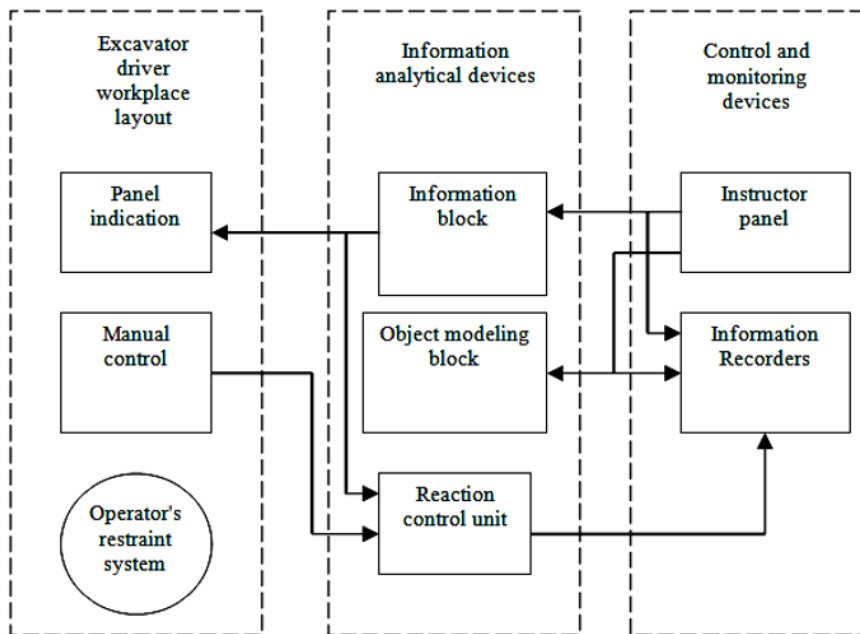 Excavator
driver
workplace
layout
Information
analytical devices
Control and
monitoring
devices
Panel
indication
Information
block
Instructor
panel
Manual
control
Object modeling
block
Information
Recorders
Operator's
restraint
system
Reaction
control unit